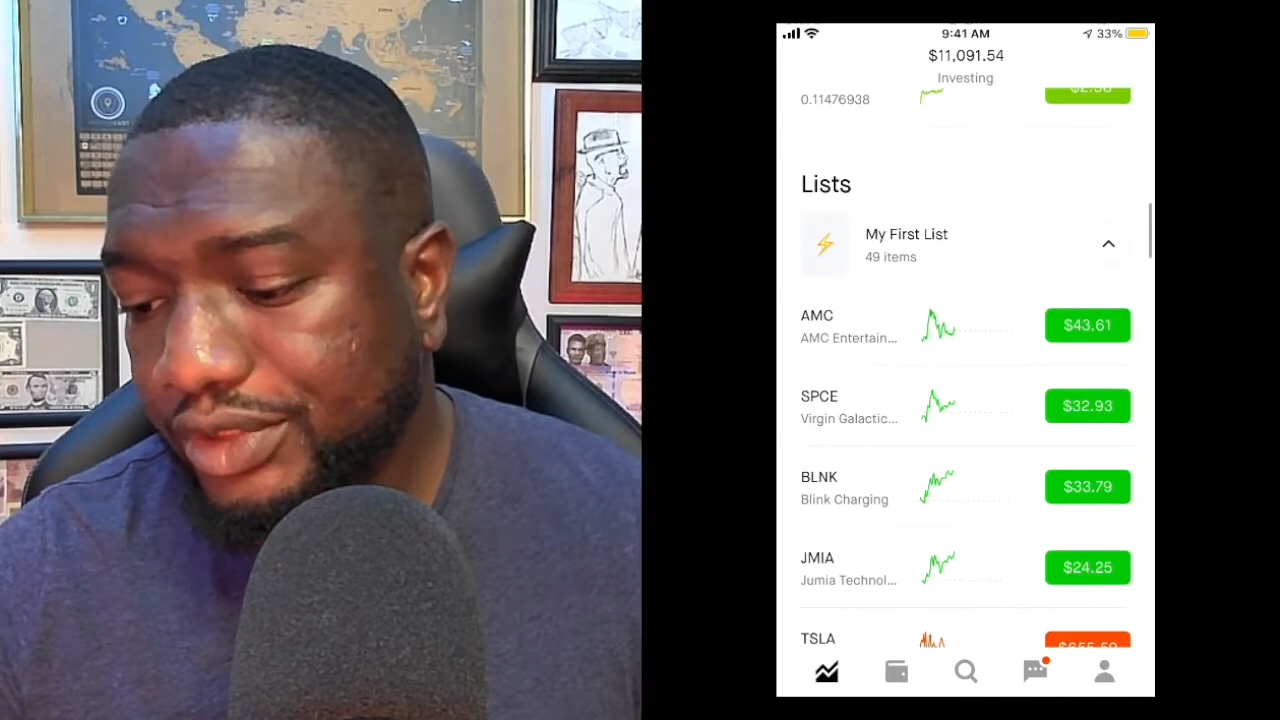 9:41 AM
33%
$11,091.54
Investing
0.11476938
Lists
My First List
49 items
AMC
AMC Entertain...
$43.61
SPCE
Virgin Galactic...
$32.93
BLNK
Blink Charging
$33.79
JMIA
Jumia Technol...
$24.25
TSLA